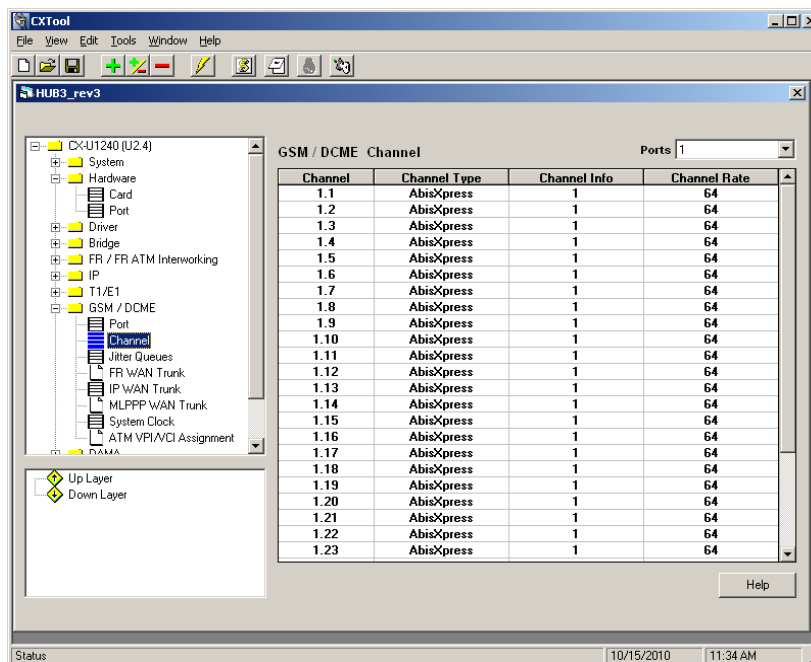 CXTool
File View Edit Tools Window Help
HUB3_rev3
CX-U1240 (U2.4)
System
Hardware
Card
Port
Driver
Bridge
FR / FR ATM Interworking
IP
T1/E1
GSM / DCME
Port
Channel
Jitter Queues
FR WAN Trunk
IP WAN Trunk
MLPPP WAN Trunk
System Clock
ATM VPI/VCI Assignment
DAMA
Up Layer
Down Layer
GSM / DCME Channel
Ports 1
Channel Channel Type Channel Info Channel Rate
1.1 AbisXpress 1 64
1.2 AbisXpress 1 64
1.3 AbisXpress 1 64
1.4 AbisXpress 1 64
1.5 AbisXpress 1 64
1.6 AbisXpress 1 64
1.7 AbisXpress 1 64
1.8 AbisXpress 1 64
1.9 AbisXpress 1 64
1.10 AbisXpress 1 64
1.11 AbisXpress 1 64
1.12 AbisXpress 1 64
1.13 AbisXpress 1 64
1.14 AbisXpress 1 64
1.15 AbisXpress 1 64
1.16 AbisXpress 1 64
1.17 AbisXpress 1 64
1.18 AbisXpress 1 64
1.19 AbisXpress 1 64
1.20 AbisXpress 1 64
1.21 AbisXpress 1 64
1.22 AbisXpress 1 64
1.23 AbisXpress 1 64
Help
Status 10/15/2010 11:34 AM